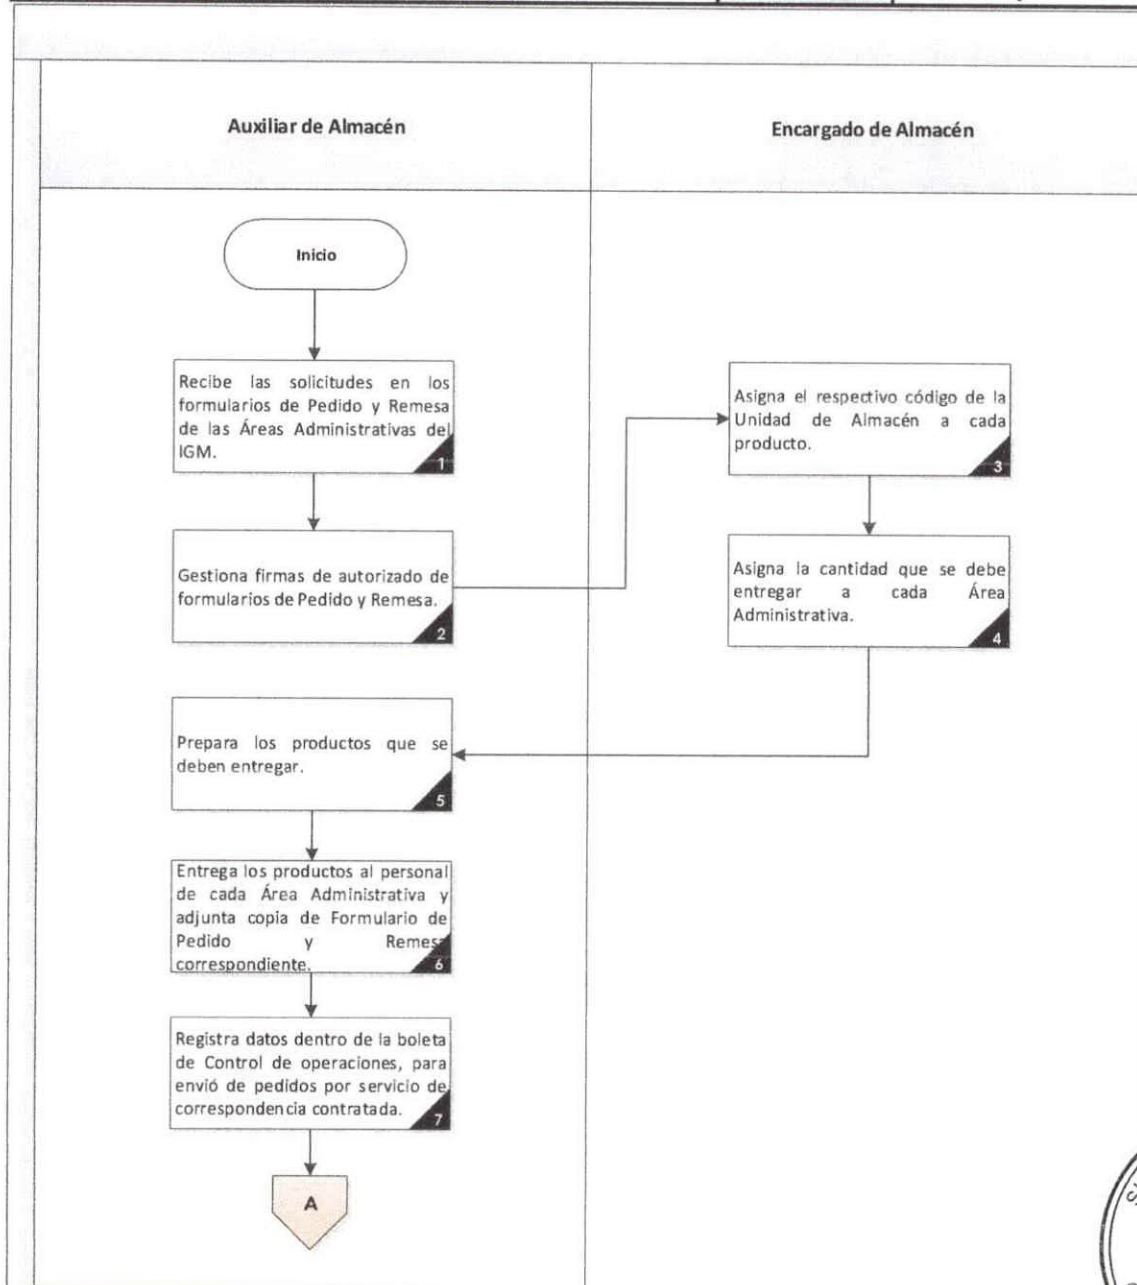 Auxiliar de Almacén
Encargado de Almacén
Inicio
Recibe las solicitudes en los
formularios de Pedido y Remesa
de las Áreas Administrativas del
IGM.
1
Gestiona firmas de autorizado de
formularios de Pedido y Remesa.
2
Asigna el respectivo código de la
Unidad de Almacén a cada
producto.
3
Asigna la cantidad que se debe
entregar a cada Área
Administrativa.
4
Prepara los productos que se
deben entregar.
5
Entrega los productos al personal
de cada Área Administrativa y
adjunta copia de Formulario de
Pedido y Remesa
correspondiente.
6
Registra datos dentro de la boleta
de Control de operaciones, para
envió de pedidos por servicio de
correspondencia contratada.
7
A